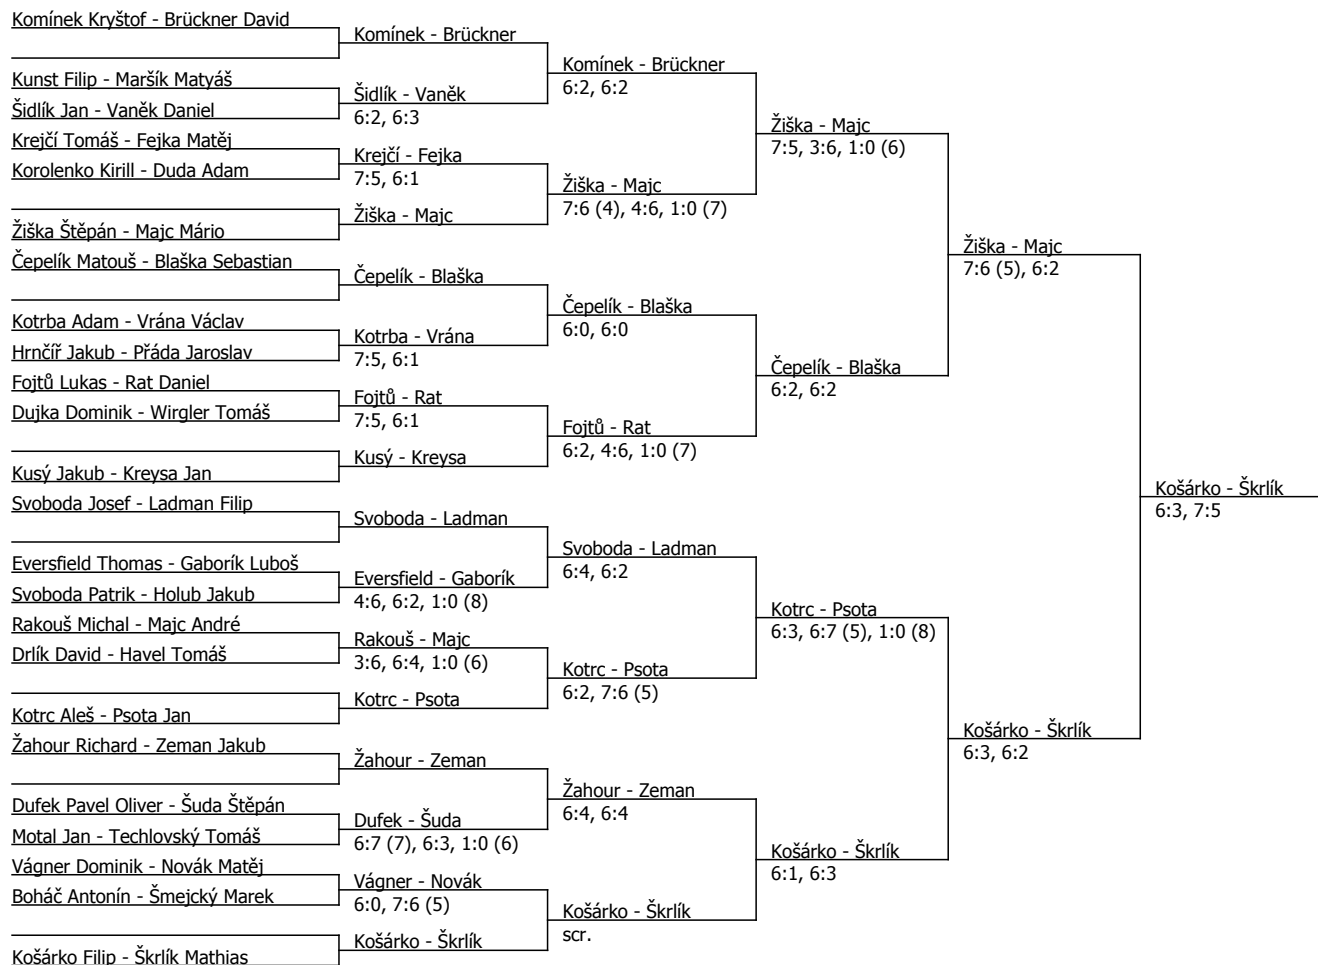 Komínek Kryštof - Brückner David
Kunst Filip - Maršík Matyáš
Šidlík Jan - Vaněk Daniel
Krejčí Tomáš - Fejka Matěj
Korolenko Kirill - Duda Adam
Žiška Štěpán - Majc Mário
Čepelík Matouš - Blaška Sebastian
Kotrba Adam - Vrána Václav
Hrnčíř Jakub - Přáda Jaroslav
Fojtů Lukas - Rat Daniel
Dujka Dominik - Wirgler Tomáš
Kusý Jakub - Kreysa Jan
Svoboda Josef - Ladman Filip
Eversfield Thomas - Gaborík Luboš
Svoboda Patrik - Holub Jakub
Rakouš Michal - Majc André
Drlík David - Havel Tomáš
Kotrc Aleš - Psota Jan
Žahour Richard - Zeman Jakub
Dufek Pavel Oliver - Šuda Štěpán
Motal Jan - Techlovský Tomáš
Vágner Dominik - Novák Matěj
Boháč Antonín - Šmejcký Marek
Košárko Filip - Škrlík Mathias
Komínek - Brückner
Šidlík - Vaněk
6:2, 6:3
Krejčí - Fejka
7:5, 6:1
Žiška - Majc
Čepelík - Blaška
Kotrba - Vrána
7:5, 6:1
Fojtů - Rat
7:5, 6:1
Kusý - Kreysa
Svoboda - Ladman
Eversfield - Gaborík
4:6, 6:2, 1:0 (8)
Rakouš - Majc
3:6, 6:4, 1:0 (6)
Kotrc - Psota
Žahour - Zeman
Dufek - Šuda
6:7 (7), 6:3, 1:0 (6)
Vágner - Novák
6:0, 7:6 (5)
Košárko - Škrlík
Komínek - Brückner
6:2, 6:2
Žiška - Majc
7:6 (4), 4:6, 1:0 (7)
Čepelík - Blaška
6:0, 6:0
Fojtů - Rat
6:2, 4:6, 1:0 (7)
Svoboda - Ladman
6:4, 6:2
Kotrc - Psota
6:2, 7:6 (5)
Žahour - Zeman
6:4, 6:4
Košárko - Škrlík
scr.
Žiška - Majc
7:5, 3:6, 1:0 (6)
Čepelík - Blaška
6:2, 6:2
Kotrc - Psota
6:3, 6:7 (5), 1:0 (8)
Košárko - Škrlík
6:1, 6:3
Žiška - Majc
7:6 (5), 6:2
Košárko - Škrlík
6:3, 6:2
Košárko - Škrlík
6:3, 7:5